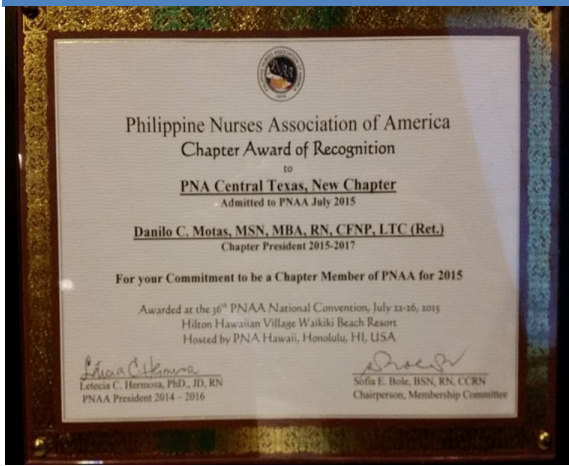 PNAA
Philippine Nurses Association of America
Chapter Award of Recognition
to
PNA Central Texas, New Chapter
Admitted to PNAA July 2015
Danilo C. Motas, MSN, MBA, RN, CFNP, LTC (Ret.)
Chapter President 2015-2017
For your Commitment to be a Chapter Member of PNAA for 2015
Awarded at the 36th PNAA National Convention, July 22-26, 2015
Hilton Hawaiian Village Waikiki Beach Resort
Hosted by PNA Hawaii, Honolulu, HI, USA
Letecia C. Hermosa, PhD., JD, RN
PNAA President 2014 – 2016
Sofia E. Bole, BSN, RN, CCRN
Chairperson, Membership Committee